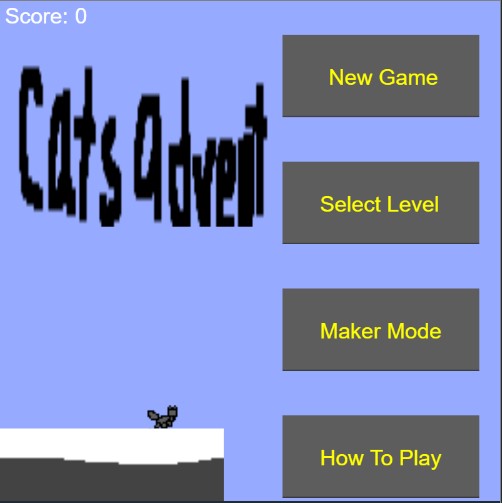 Score: 0
Cats advent
New Game
Select Level
Maker Mode
How To Play